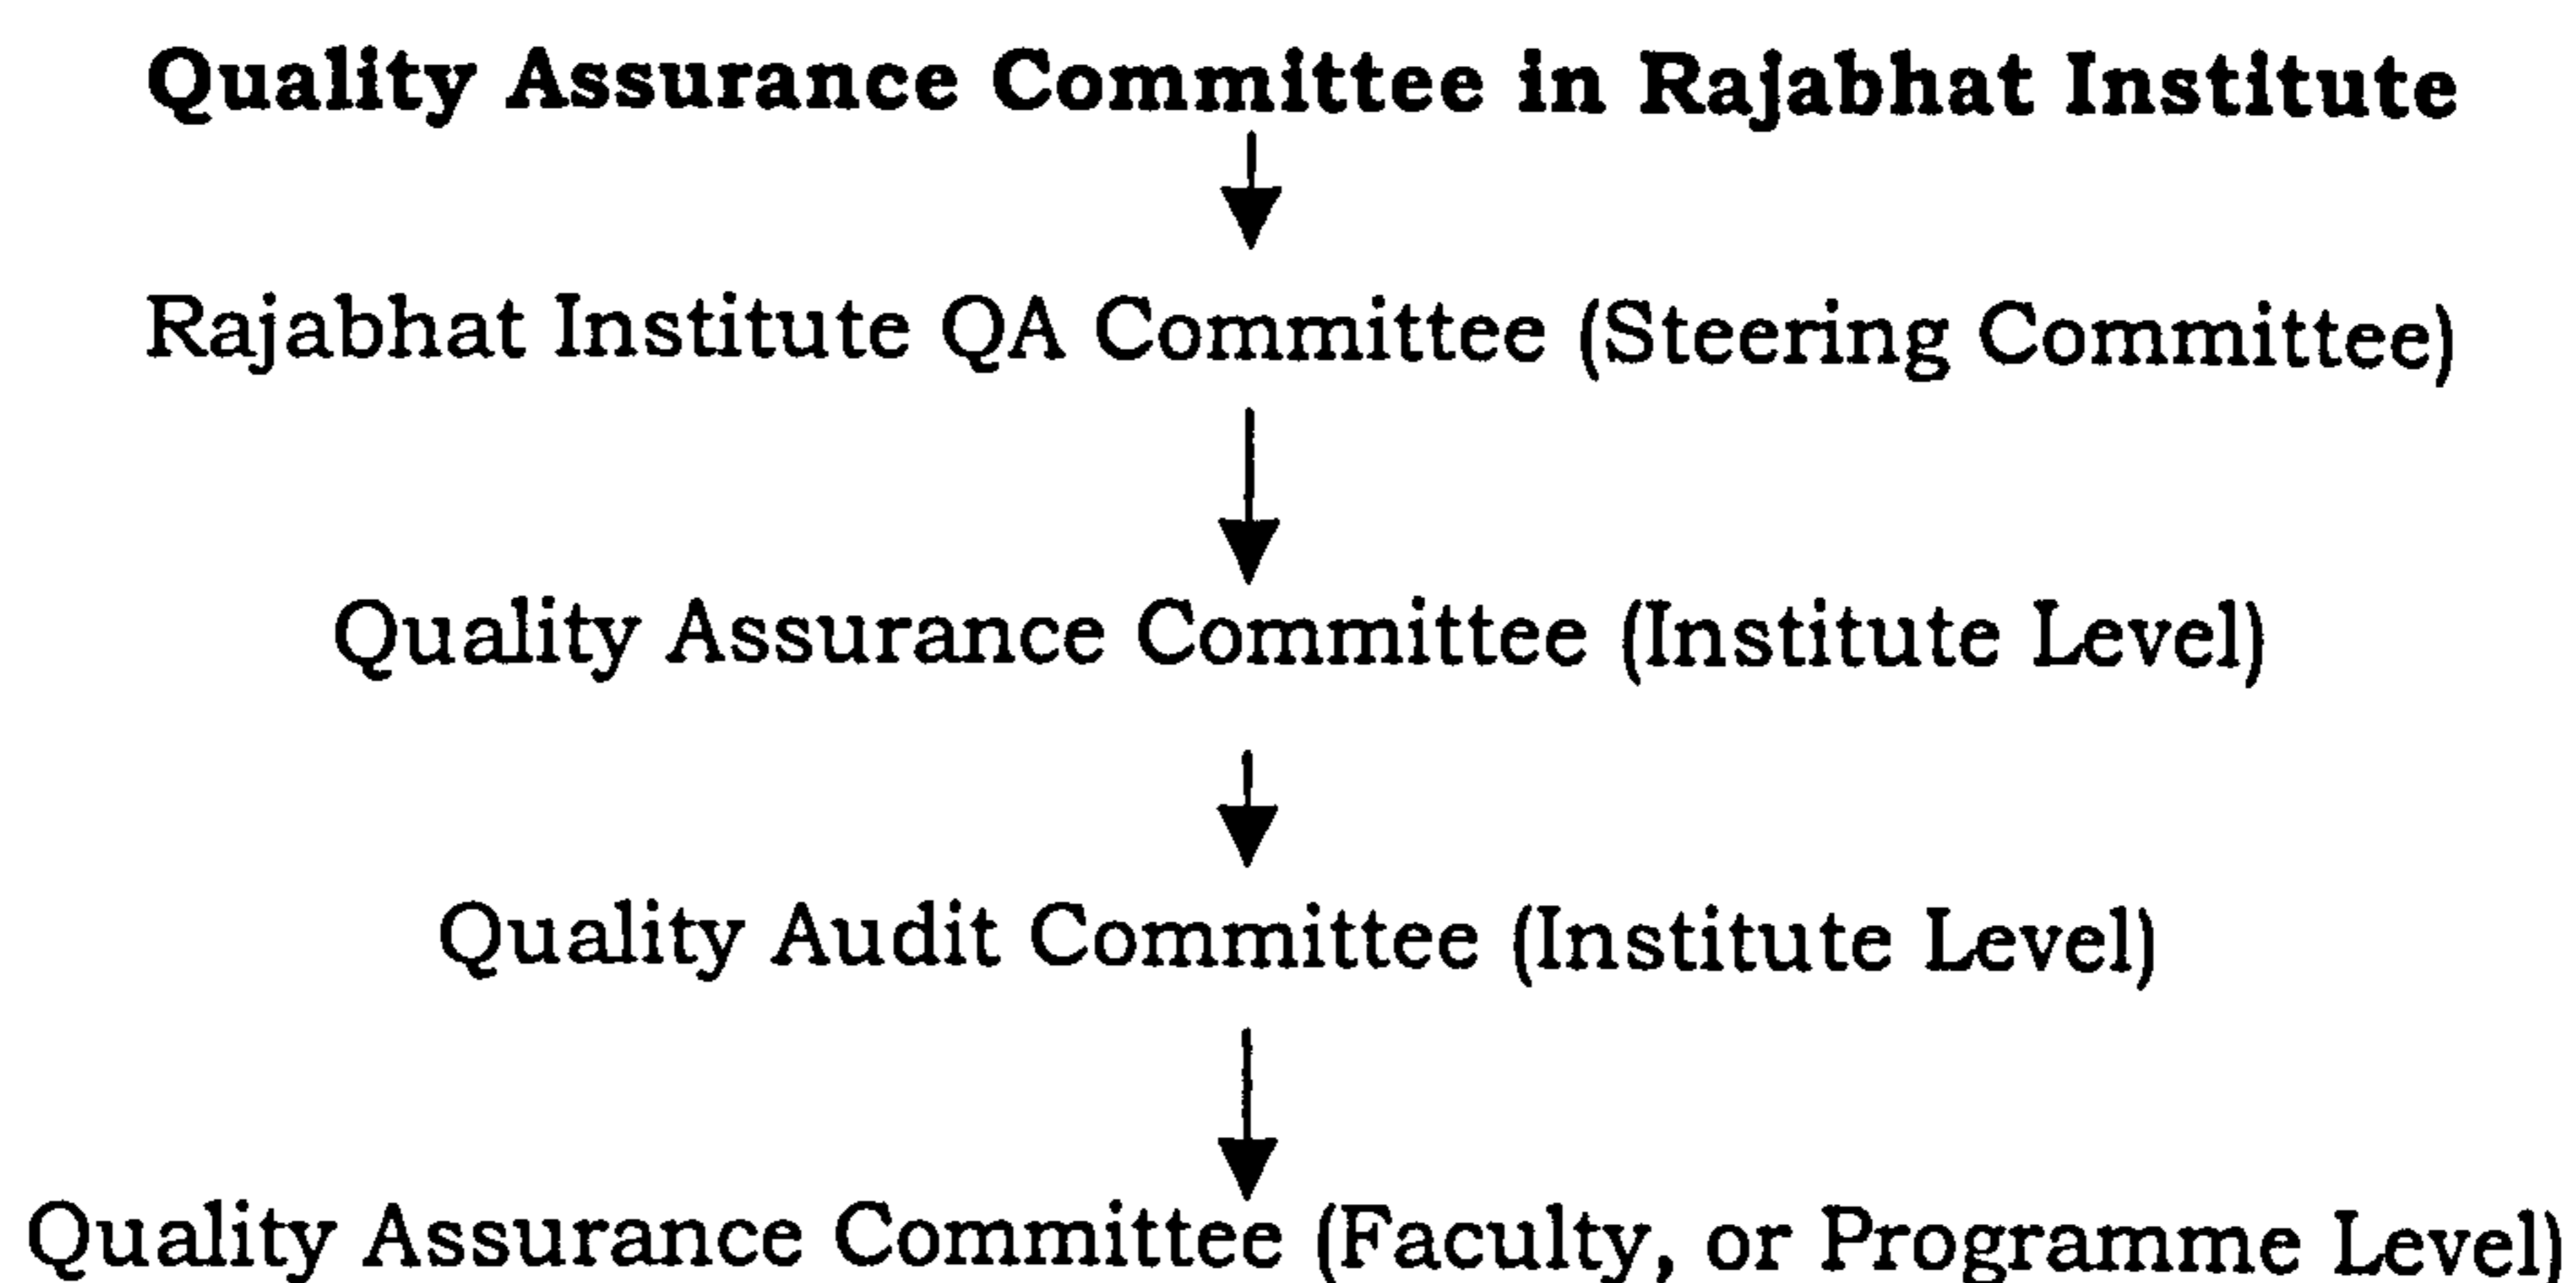 Quality Assurance Committee in Rajabhat Institute
Rajabhat Institute QA Committee (Steering Committee)
Quality Assurance Committee (Institute Level)
Quality Audit Committee (Institute Level)
Quality Assurance Committee (Faculty, or Programme Level)